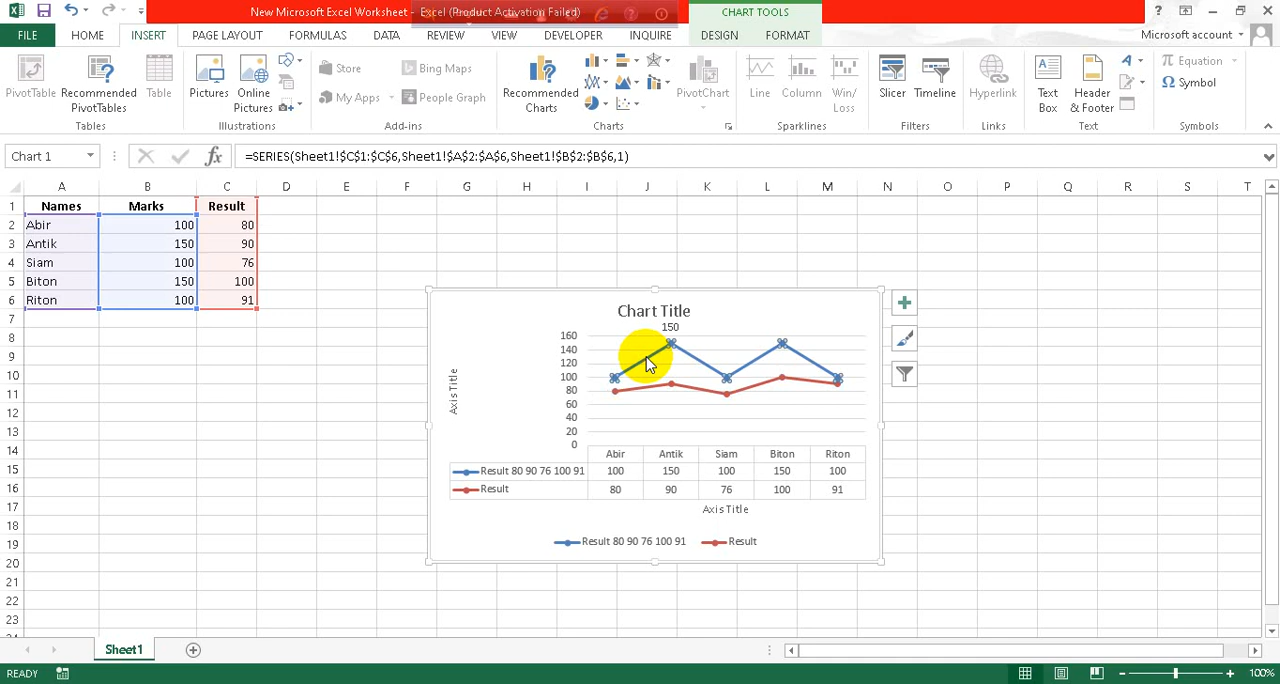 New Microsoft Excel Worksheet - Excel (Product Activation Failed)
CHART TOOLS
FILE HOME INSERT PAGE LAYOUT FORMULAS DATA REVIEW VIEW DEVELOPER INQUIRE DESIGN FORMAT Microsoft account
PivotTable Recommended PivotTables Table
Tables
Pictures Online Pictures
Illustrations
Store
My Apps
Bing Maps
People Graph
Add-ins
Recommended Charts
PivotChart
Charts
Line Column Win/Loss
Sparklines
Slicer Timeline
Filters
Hyperlink
Links
Text Box Header & Footer
Text
Equation
Symbol
Symbols
Chart 1
fx =SERIES(Sheet1!$C$1:$C$6,Sheet1!$A$2:$A$6,Sheet1!$B$2:$B$6,1)
A B C D E F G H I J K L M N O P Q R S T
1 Names Marks Result
2 Abir 100 80
3 Antik 150 90
4 Siam 100 76
5 Biton 150 100
6 Riton 100 91
7
8
9
10
11
12
13
14
15
16
17
18
19
20
21
22
23
Chart Title
150
160
140
120
100
80
60
40
20
0
Axis Title
Abir Antik Siam Biton Riton
Result 80 90 76 100 91 100 150 100 150 100
Result 80 90 76 100 91
Axis Title
Result 80 90 76 100 91 Result
Sheet1
READY 100%